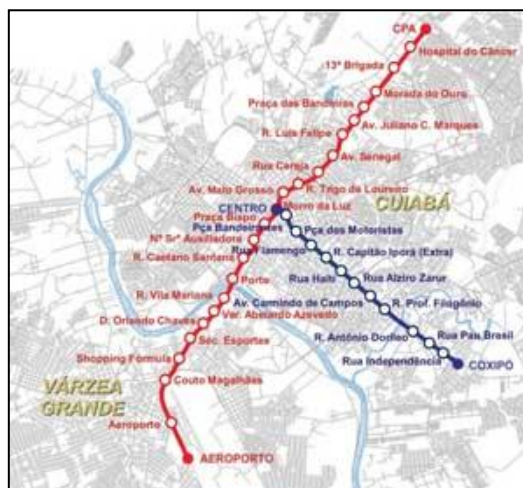 CPA
Hospital do Câncer
13ª Brigada
Morada do Ouro
Praça das Bandeiras
Av. Juliano C. Marques
R. Luis Felipe
Av. Senegal
Rua Cereja
R. Trigo de Loureiro
Av. Mato Grosso
Morro da Luz
CUIABÁ
CENTRO
Praça Bispo
Pça Bandeirantes
Pça dos Motoristas
Nª Srª Auxiliadora
Rua Flamengo
R. Capitão Iporá (Extra)
R. Caetano Santana
Porto
Rua Haiti
Rua Alziro Zarur
R. Vila Mariana
Av. Carmindo de Campos
R. Prof. Filogônio
D. Orlando Chaves
Ver. Abelardo Azevedo
Sec. Esportes
R. Antônio Dorileo
Rua Pau Brasil
Shopping Fórmula
Rua Independência
COXIPÓ
Couto Magalhães
VÁRZEA
GRANDE
Aeroporto
AEROPORTO